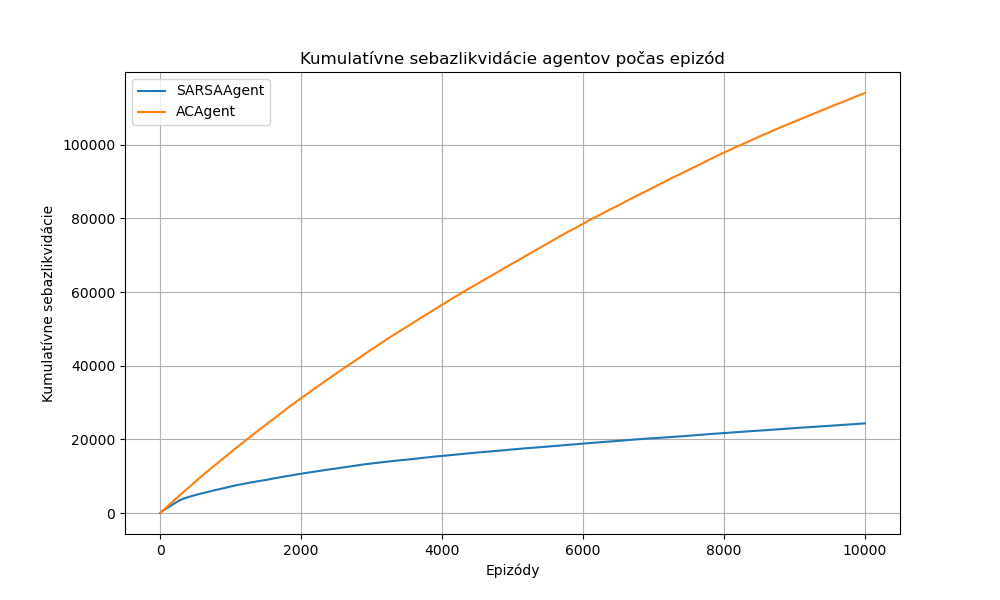 Kumulatívne sebazlikvidácie agentov počas epizód
SARSAAgent
ACAgent
Kumulatívne sebazlikvidácie
100000
80000
60000
40000
20000
0
0 2000 4000 6000 8000 10000
Epizódy